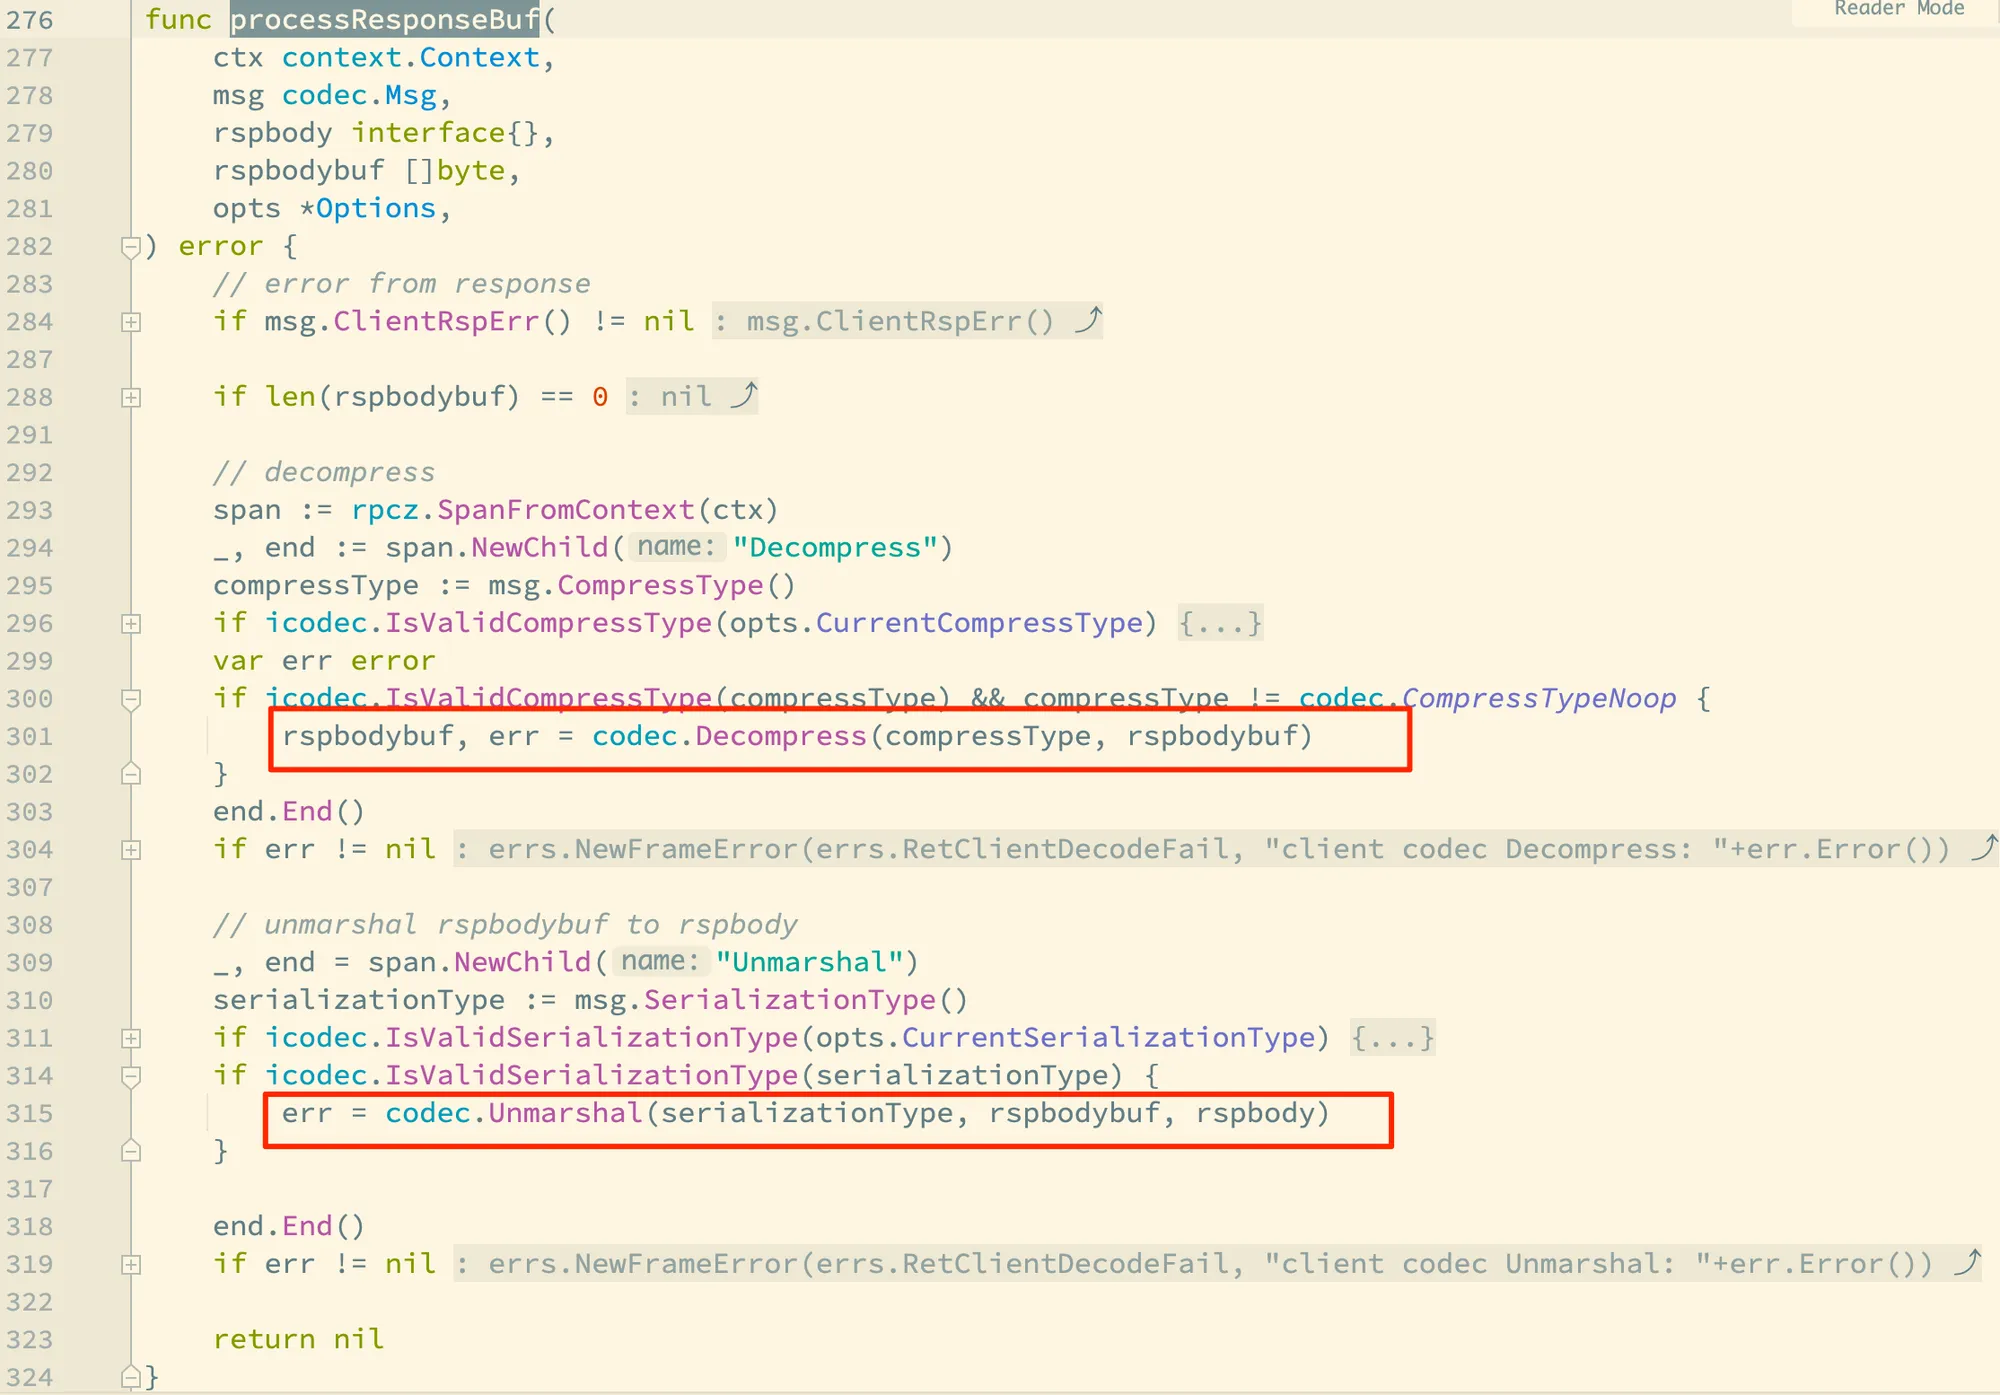 Reader Mode
276 func processResponseBuf(
277 ctx context.Context,
278 msg codec.Msg,
279 rspbody interface{},
280 rspbodybuf []byte,
281 opts *Options,
282 ) error {
283 // error from response
284 if msg.ClientRspErr() != nil : msg.ClientRspErr() ⤴
287
288 if len(rspbodybuf) == 0 : nil ⤴
291
292 // decompress
293 span := rpcz.SpanFromContext(ctx)
294 _, end := span.NewChild( name: "Decompress")
295 compressType := msg.CompressType()
296 if icodec.IsValidCompressType(opts.CurrentCompressType) {...}
299 var err error
300 if icodec.IsValidCompressType(compressType) && compressType != codec.CompressTypeNoop {
301 rspbodybuf, err = codec.Decompress(compressType, rspbodybuf)
302 }
303 end.End()
304 if err != nil : errs.NewFrameError(errs.RetClientDecodeFail, "client codec Decompress: "+err.Error()) ⤴
307
308 // unmarshal rspbodybuf to rspbody
309 _, end = span.NewChild( name: "Unmarshal")
310 serializationType := msg.SerializationType()
311 if icodec.IsValidSerializationType(opts.CurrentSerializationType) {...}
314 if icodec.IsValidSerializationType(serializationType) {
315 err = codec.Unmarshal(serializationType, rspbodybuf, rspbody)
316 }
317
318 end.End()
319 if err != nil : errs.NewFrameError(errs.RetClientDecodeFail, "client codec Unmarshal: "+err.Error()) ⤴
322
323 return nil
324 }